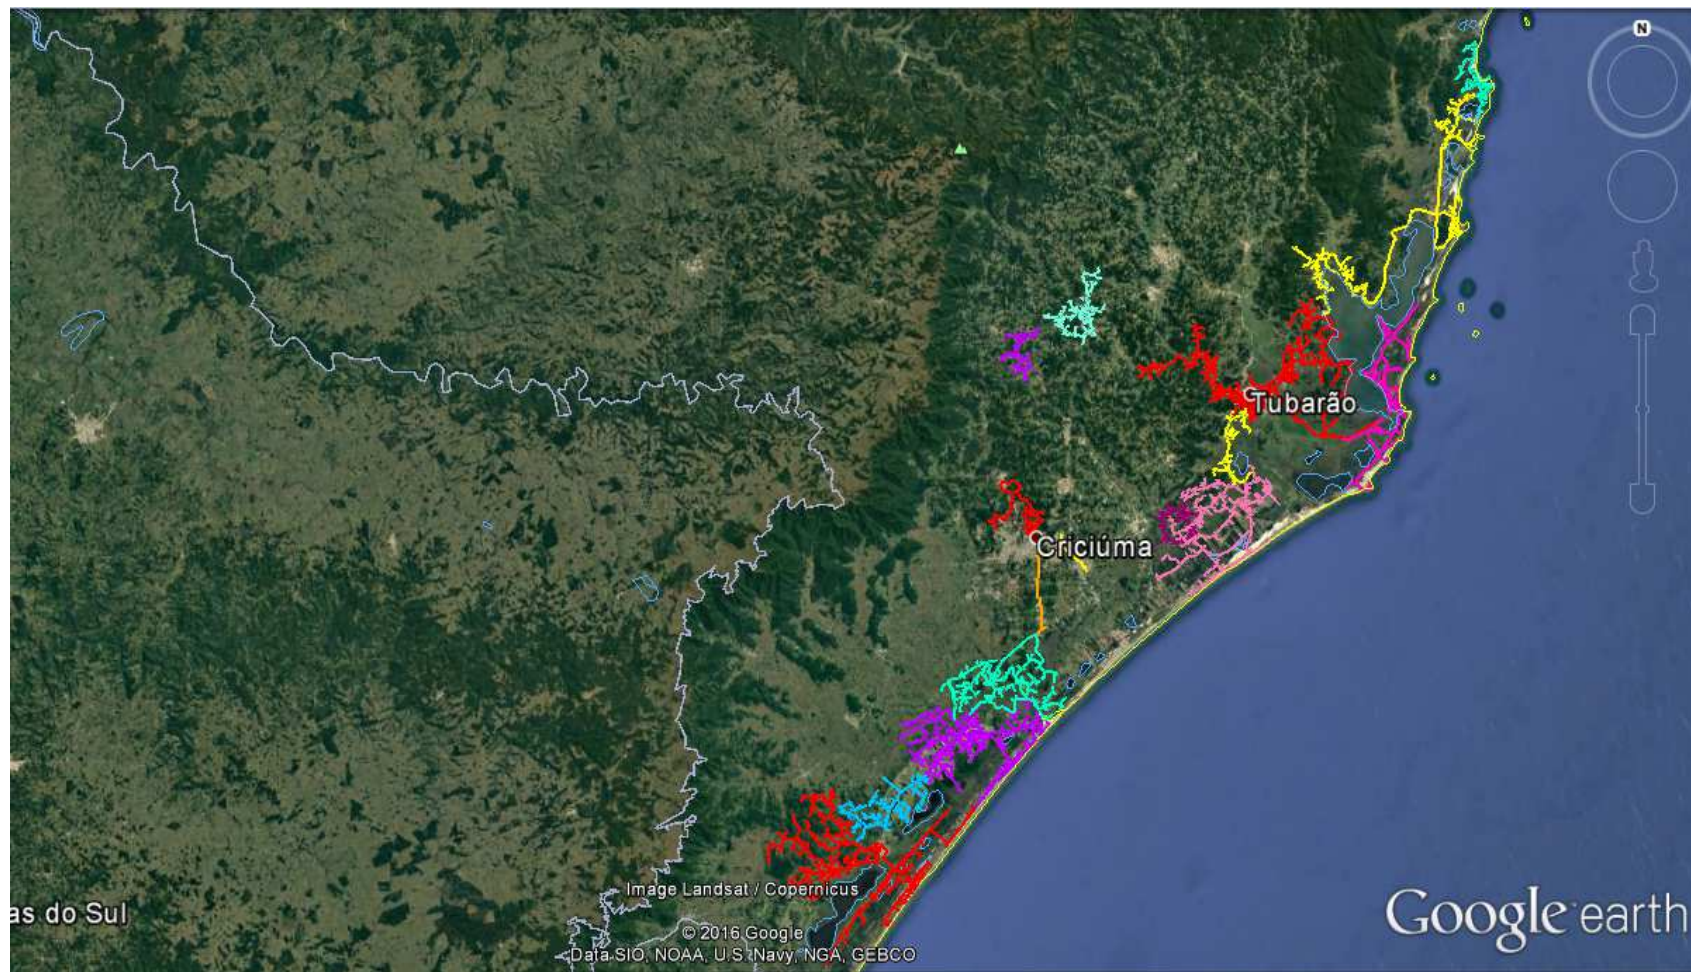 N
Tubarão
Criciúma
Image Landsat / Copernicus
as do Sul
Google earth
© 2016 Google
Data SIO, NOAA, U.S. Navy, NGA, GEBCO